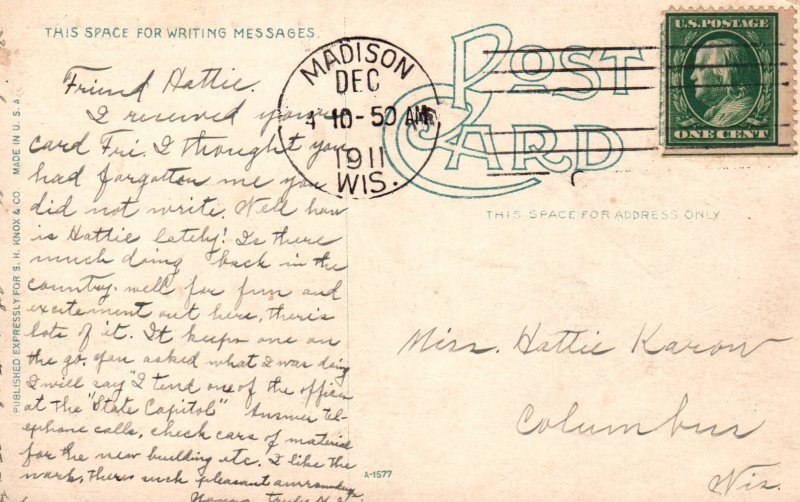 THIS SPACE FOR WRITING MESSAGES.
Friend Hattie.
I received your
card Fri. I thought you
had forgotten me you
did not write. Well how
is Hattie lately? Is there
much doing back in the
country. well for fun and
excitement out here, there's
lots of it. It keeps one on
the go. You asked what I was doing
I will say "I tend one of the offices
at the "State Capitol" Answer tel-
ephone calls, check cars of material
for the new building etc. I like the
work, theres such pleasant surroundings
Yours truly
PUBLISHED EXPRESSLY FOR S. H. KNOX & CO. MADE IN U. S. A.
MADISON
DEC
4 10-50 AM
1911
WIS.
POST
CARD
U.S. POSTAGE
ONE CENT
THIS SPACE FOR ADDRESS ONLY.
Miss. Hattie Karow
Columbus
Wis.
A-1577